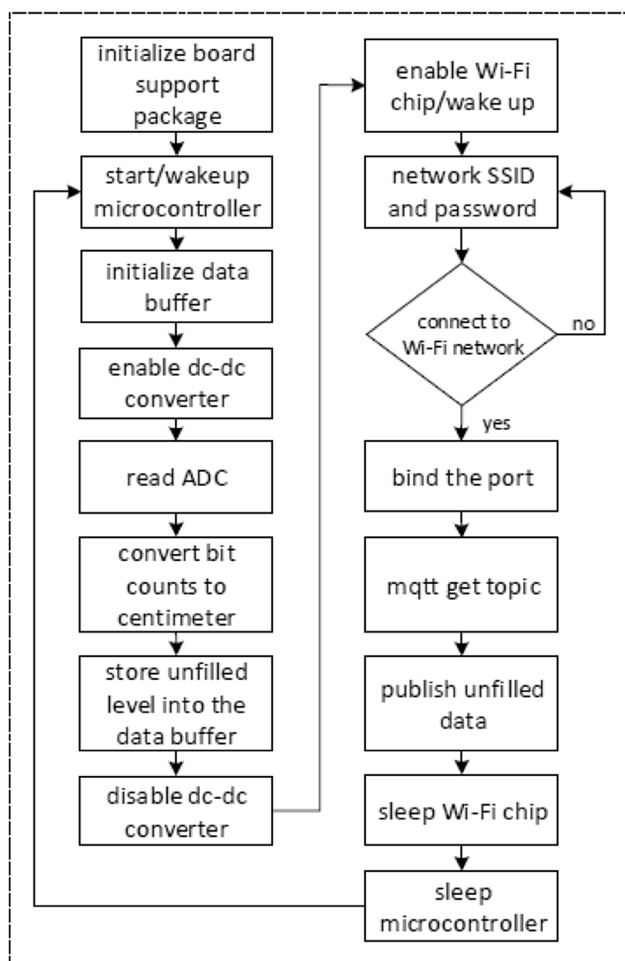 initialize board
support
package
start/wakeup
microcontroller
initialize data
buffer
enable dc-dc
converter
read ADC
convert bit
counts to
centimeter
store unfilled
level into the
data buffer
disable dc-dc
converter
enable Wi-Fi
chip/wake up
network SSID
and password
connect to
Wi-Fi network
no
yes
bind the port
mqtt get topic
publish unfilled
data
sleep Wi-Fi chip
sleep
microcontroller